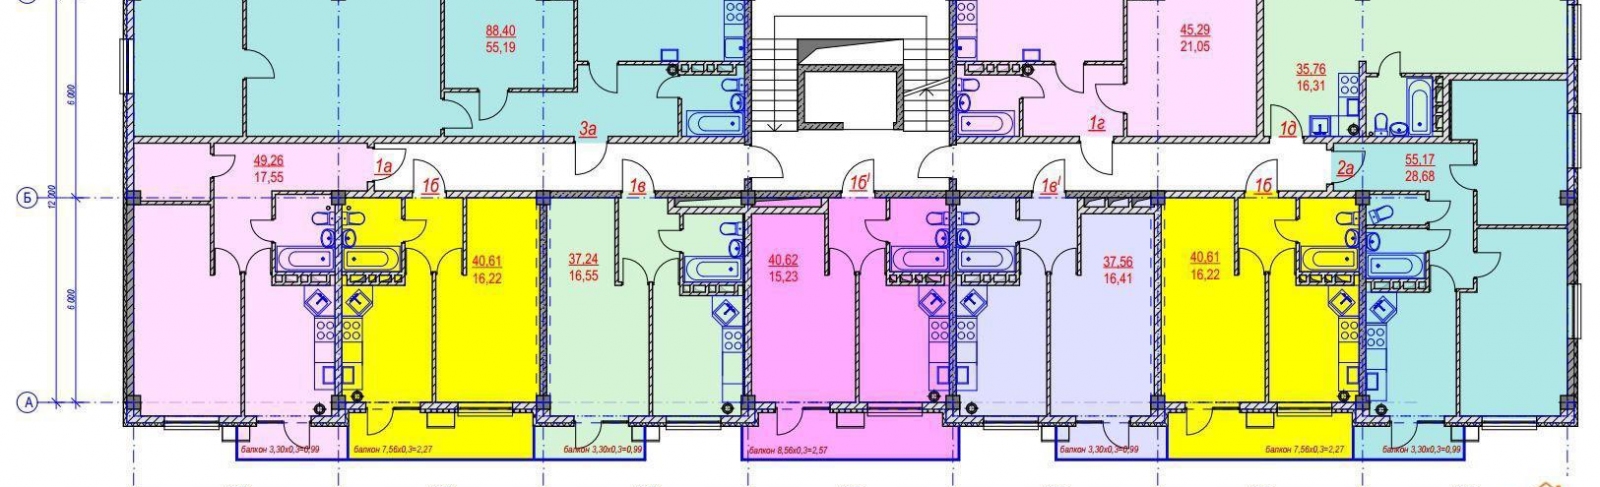 88.40
55,19
45.29
21,05
35.76
16,31
6 000
3а
1г
1д
49,26
17,55
1а
1б
1в
1б'
1в'
1б
2а
55.17
28,68
Б
12 000
40.61
16,22
37.24
16,55
40,62
15,23
37.56
16,41
40,61
16,22
6 000
А
балкон 3,30х0,3=0,99
балкон 7,56х0,3=2,27
балкон 3,30х0,3=0,99
балкон 8,56х0,3=2,57
балкон 3,30х0,3=0,99
балкон 7,56х0,3=2,27
балкон 3,30х0,3=0,99